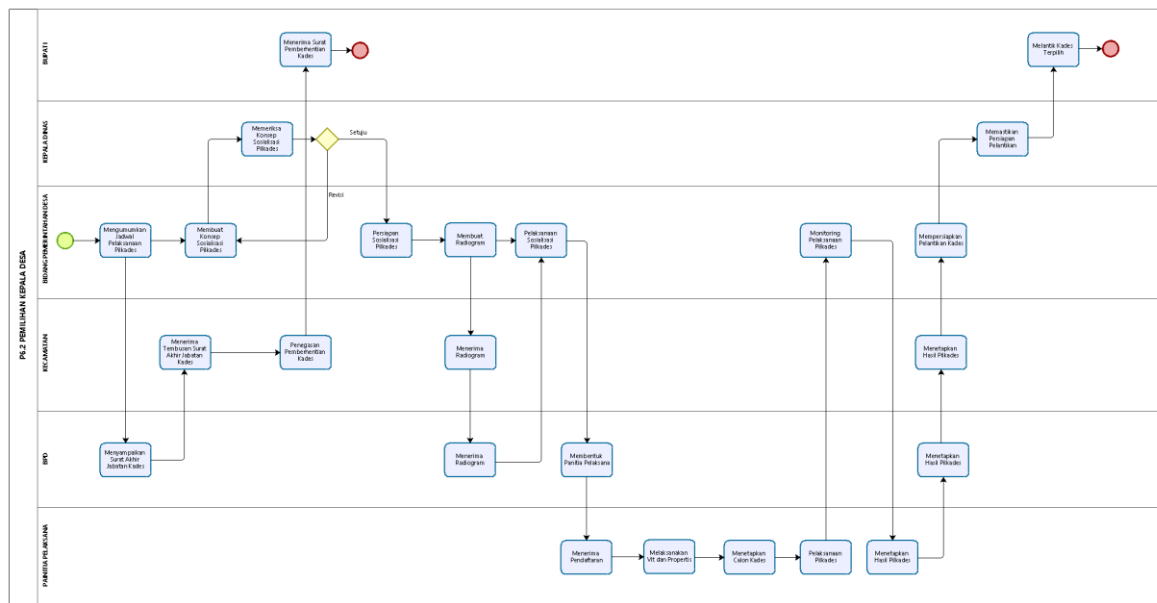 P6.2 PEMILIHAN KEPALA DESA
BUPATI
Menerima Surat
Pemberhentian
Kades
Melantik Kades
Terpilih
KEPALA DINAS
Memeriksa
Konsep
Sosialisasi
Pilkades
Setuju
Revisi
Memastikan
Persiapan
Pelantikan
BIDANG PEMERINTAHAN DESA
Mengumumkan
Jadwal
Pelaksanaan
Pilkades
Membuat
Konsep
Sosialisasi
Pilkades
Persiapan
Sosialisasi
Pilkades
Membuat
Radiogram
Pelaksanaan
Sosialisasi
Pilkades
Monitoring
Pelaksanaan
Pilkades
Mempersiapkan
Pelantikan Kades
KECAMATAN
Menerima
Tembusan Surat
Akhir Jabatan
Kades
Penegasan
Pemberhentian
Kades
Menerima
Radiogram
Menetapkan
Hasil Pilkades
BPD
Menyampaikan
Surat Akhir
Jabatan Kades
Menerima
Radiogram
Membentuk
Panitia Pelaksana
Menetapkan
Hasil Pilkades
PAINITIA PELAKSANA
Menerima
Pendaftaran
Melaksanakan
Vit dan Propertis
Menetapkan
Calon Kades
Pelaksanaan
Pilkades
Menetapkan
Hasil Pilkades